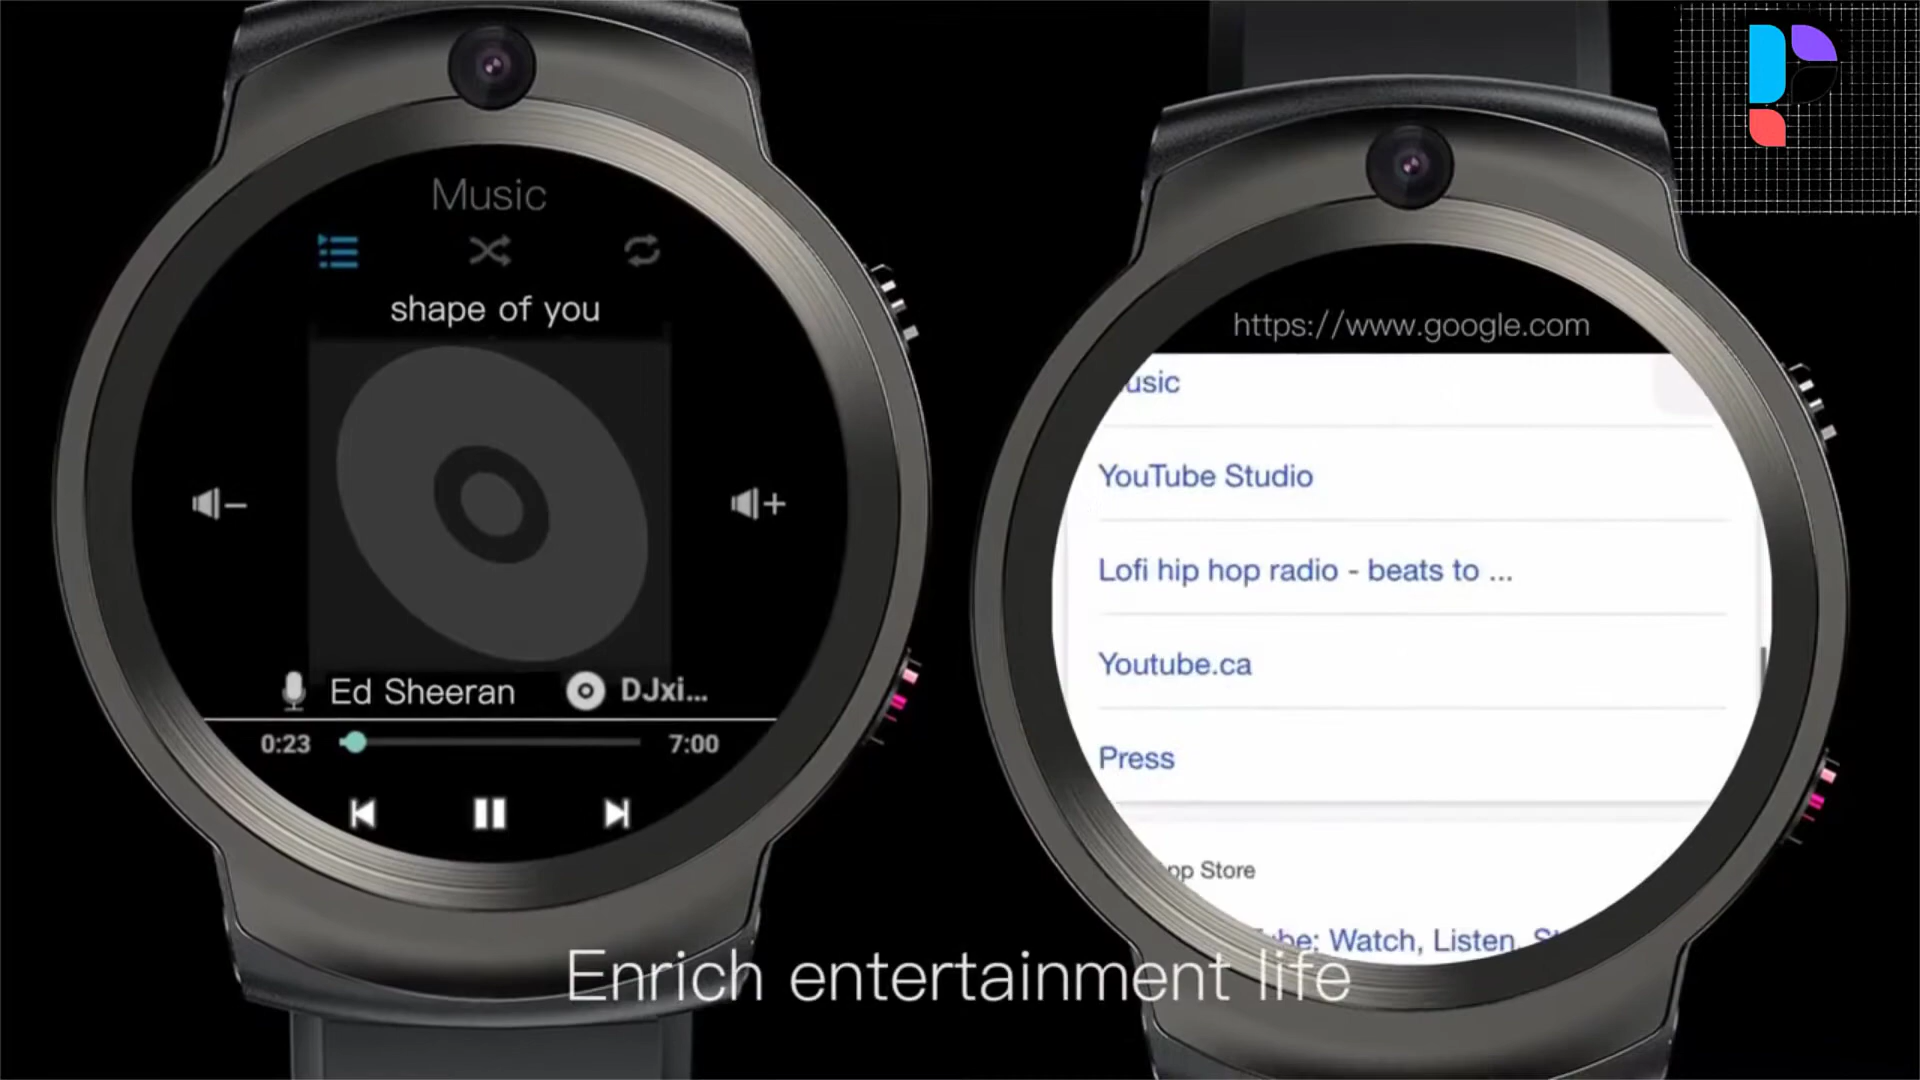 Music
shape of you
Ed Sheeran
DJxi...
0:23
7:00
https://www.google.com
YouTube Studio
Lofi hip hop radio - beats to ...
Youtube.ca
Press
Store
Watch, Listen,
Enrich entertainment life